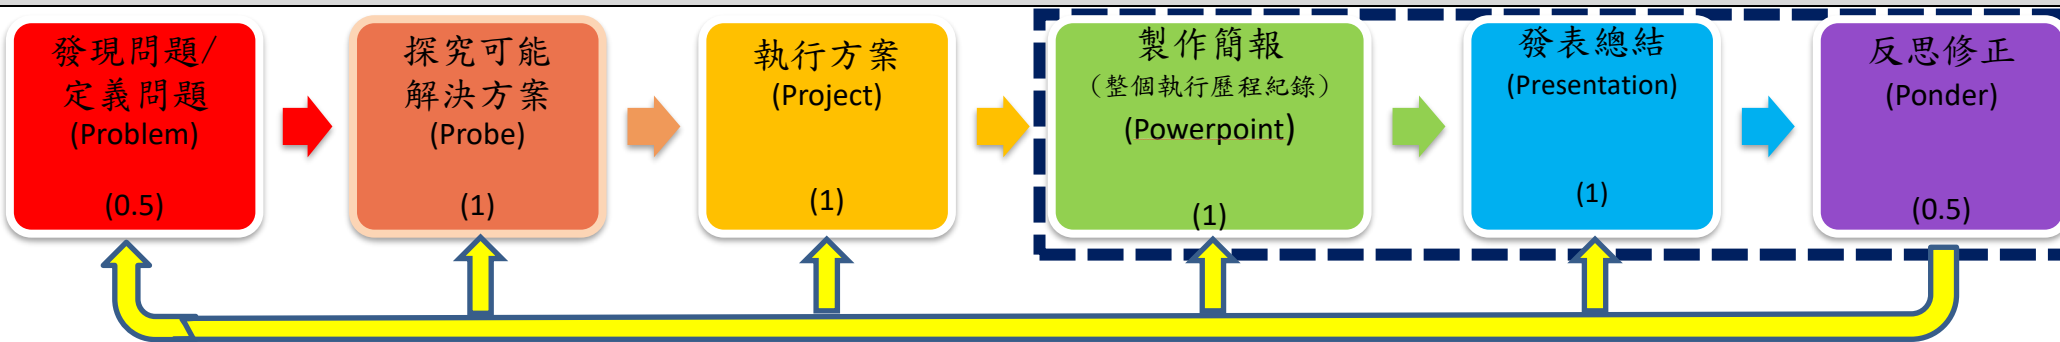 發現問題/
定義問題
(Problem)
(0.5)
探究可能
解決方案
(Probe)
(1)
執行方案
(Project)
(1)
製作簡報
(整個執行歷程紀錄)
(Powerpoint)
(1)
發表總結
(Presentation)
(1)
反思修正
(Ponder)
(0.5)